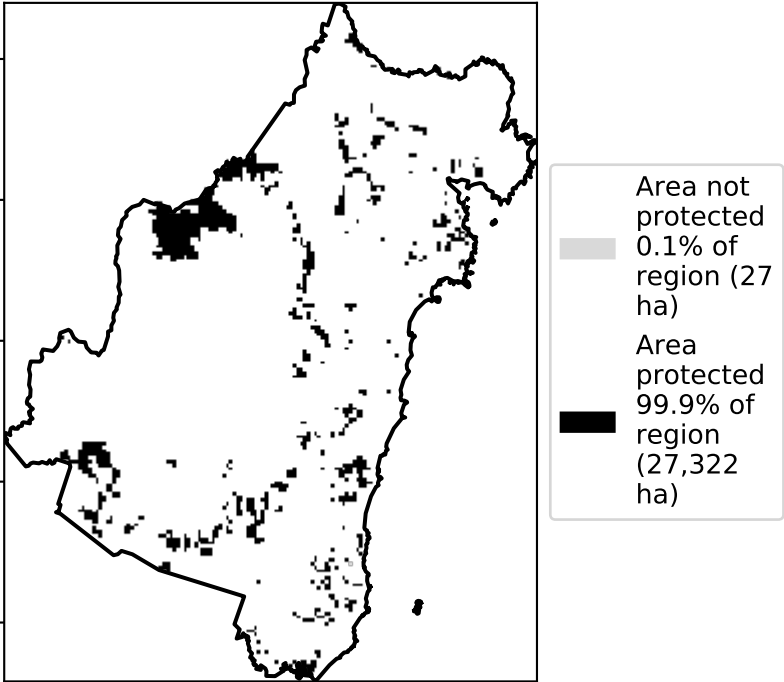 Area not
protected
0.1% of
region (27
ha)
Area
protected
99.9% of
region
(27,322
ha)